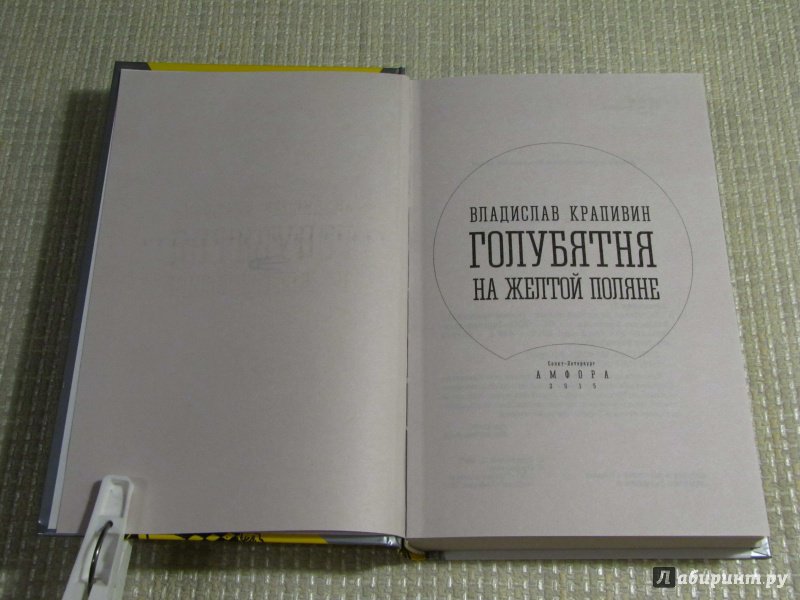 ВЛАДИСЛАВ КРАПИВИН
ГОЛУБЯТНЯ
НА ЖЕЛТОЙ ПОЛЯНЕ
Санкт-Петербург
АМФОРА
2015
Лабиринт.ру